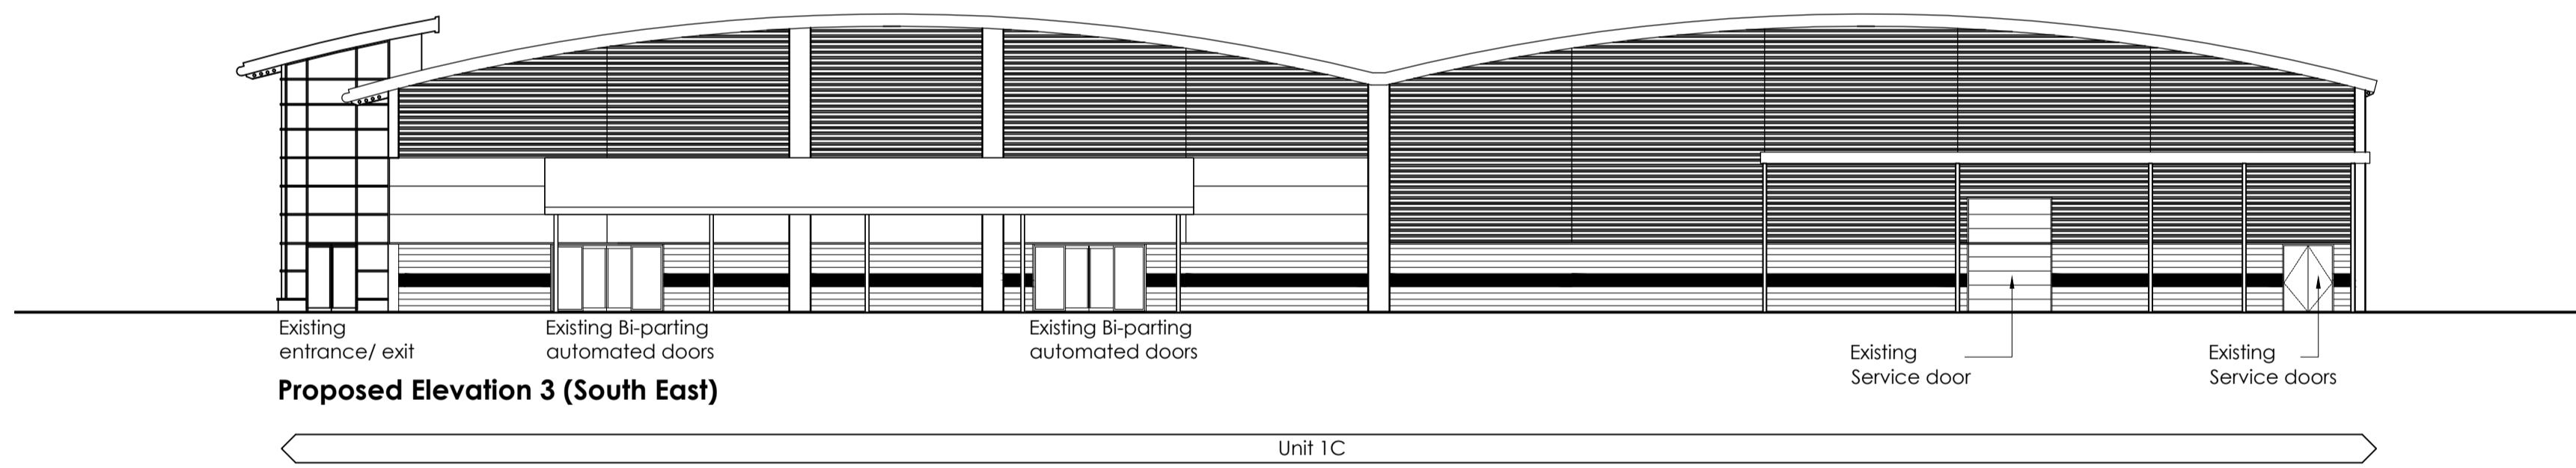 Existing
entrance/ exit
Existing Bi-parting
automated doors
Existing Bi-parting
automated doors
Existing
Service door
Existing
Service doors
Proposed Elevation 3 (South East)
Unit 1C